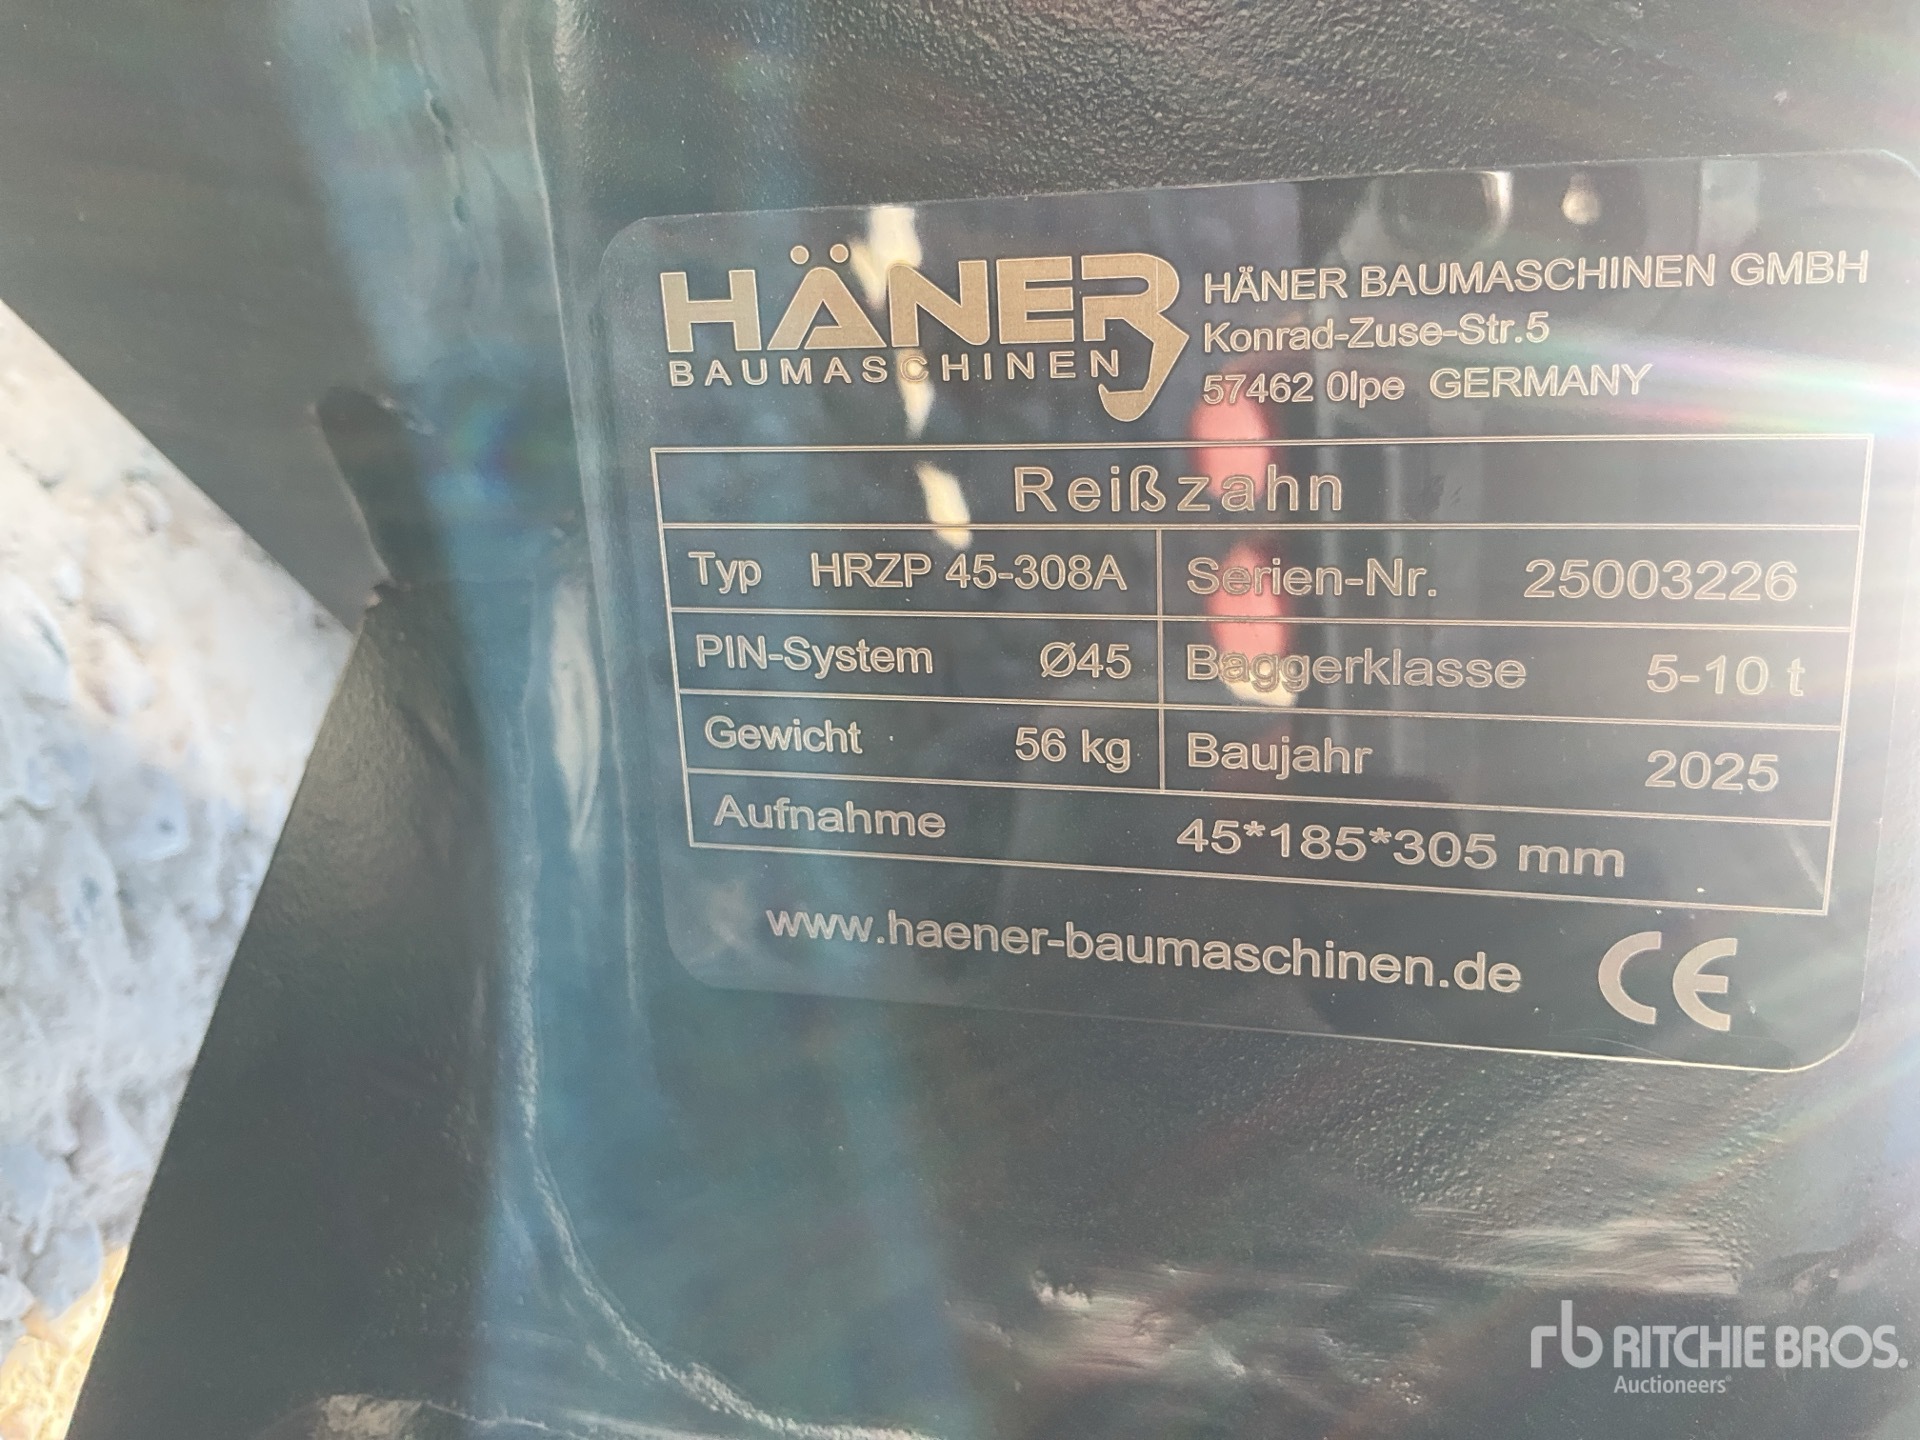 HÄNER
BAUMASCHINEN
HÄNER BAUMASCHINEN GMBH
Konrad-Zuse-Str.5
57462 Olpe GERMANY
Reißzahn
Typ HRZP 45-308A Serien-Nr. 25003226
PIN-System Ø45 Baggerklasse 5-10 t
Gewicht 56 kg Baujahr 2025
Aufnahme 45*185*305 mm
www.haener-baumaschinen.de CE
rb RITCHIE BROS.
Auctioneers